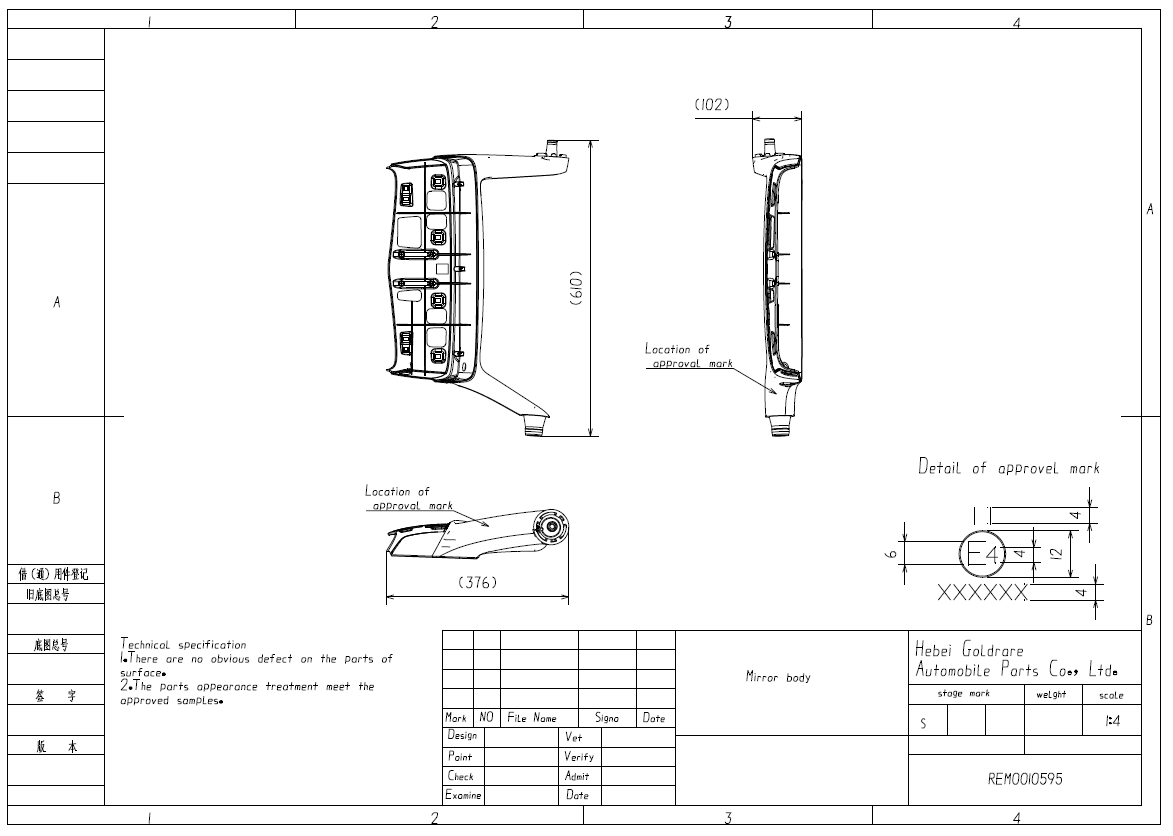 1 2 3 4
(102)
A
A
(610)
Location of
approval mark
Detail of approvel mark
B
Location of
approval mark
4
I I
6
E4
4
12
(376)
XXXXXX
4
借(通)用件登记
旧底图总号
B
底图总号
签 字
版 本
Technical specification
1.There are no obvious defect on the parts of
surface.
2.The parts appearance treatment meet the
approved samples.
Mark NO File Name Signa Date
Design Vet
Paint Verify
Check Admit
Examine Date
Mirror body
Hebei Goldrare
Automobile Parts Co., Ltd.
stage mark weight scale
S 1:4
REM0010595
1 2 3 4